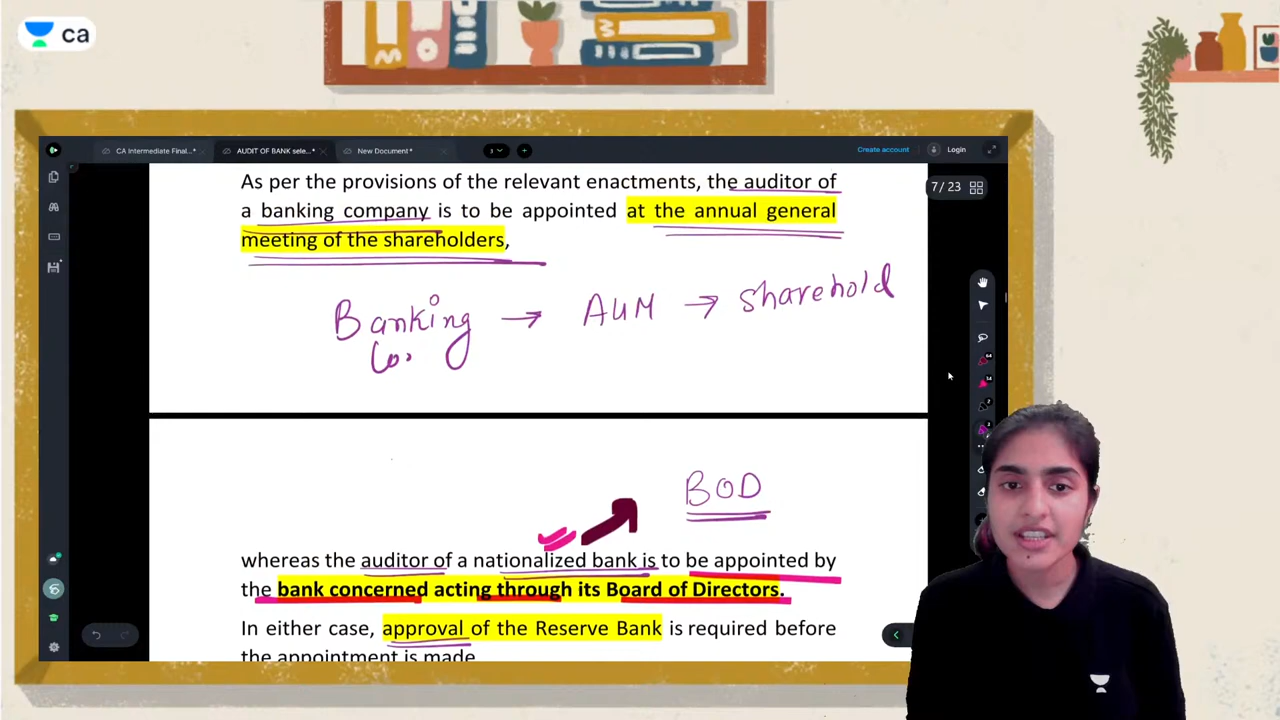 ca
CA Intermediate Final...*
AUDIT OF BANK sele...*
New Document*
Create account
Login
As per the provisions of the relevant enactments, the auditor of
7 / 23
a banking company is to be appointed at the annual general
meeting of the shareholders,
Banking → AGM → sharehold
Co.
BOD
whereas the auditor of a nationalized bank is to be appointed by
the bank concerned acting through its Board of Directors.
In either case, approval of the Reserve Bank is required before
the appointment is made